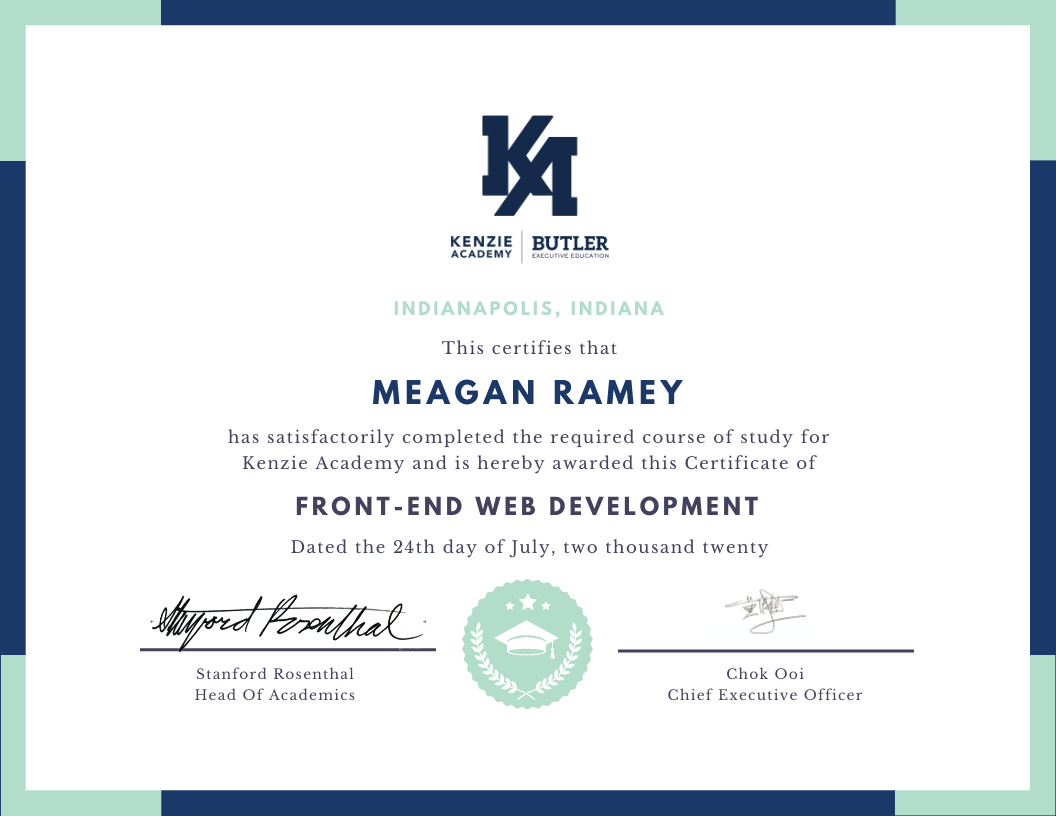 KA
KENZIE ACADEMY | BUTLER EXECUTIVE EDUCATION
INDIANAPOLIS, INDIANA
This certifies that
MEAGAN RAMEY
has satisfactorily completed the required course of study for
Kenzie Academy and is hereby awarded this Certificate of
FRONT-END WEB DEVELOPMENT
Dated the 24th day of July, two thousand twenty
Stanford Rosenthal
Stanford Rosenthal
Head Of Academics
Chok Ooi
Chief Executive Officer